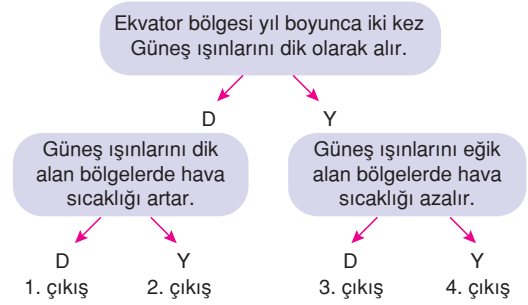 Ekvator bölgesi yıl boyunca iki kez
Güneş ışınlarını dik olarak alır.
D
Y
Güneş ışınlarını dik
alan bölgelerde hava
sıcaklığı artar.
Güneş ışınlarını eğik
alan bölgelerde hava
sıcaklığı azalır.
D
Y
D
Y
1. çıkış
2. çıkış
3. çıkış
4. çıkış